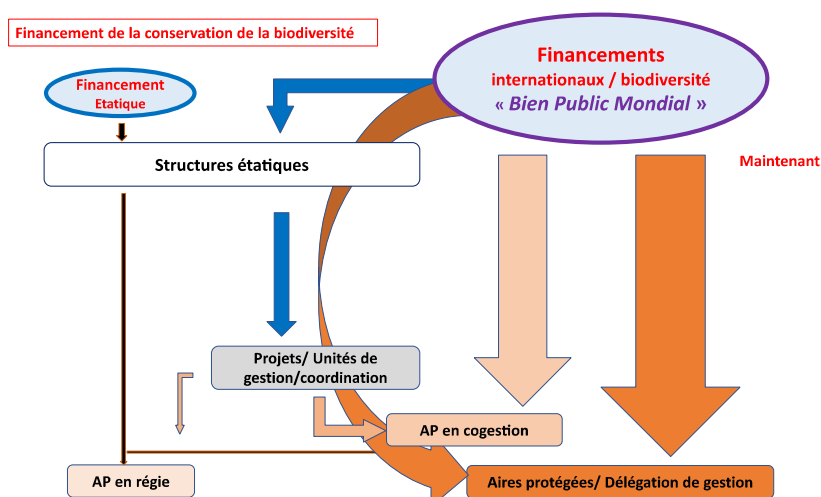 Financement de la conservation de la biodiversité
Financement
Etatique
Financements
internationaux / biodiversité
« Bien Public Mondial »
Structures étatiques
Maintenant
Projets/ Unités de
gestion/coordination
AP en cogestion
AP en régie
Aires protégées/ Délégation de gestion